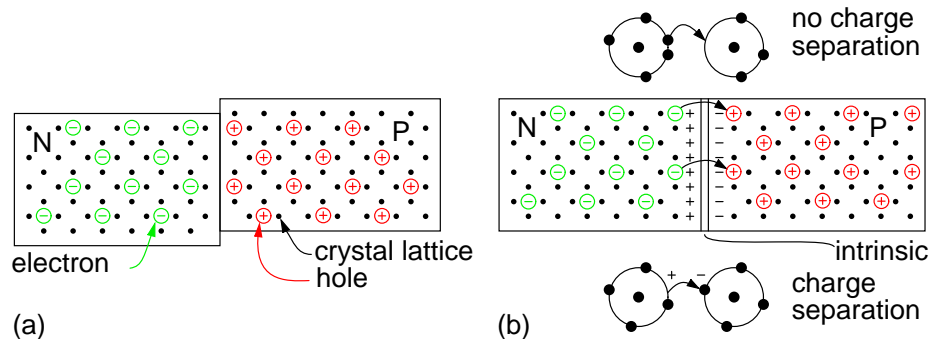 N
P
electron
crystal lattice
hole
(a)
no charge
separation
N
P
intrinsic
charge
separation
(b)